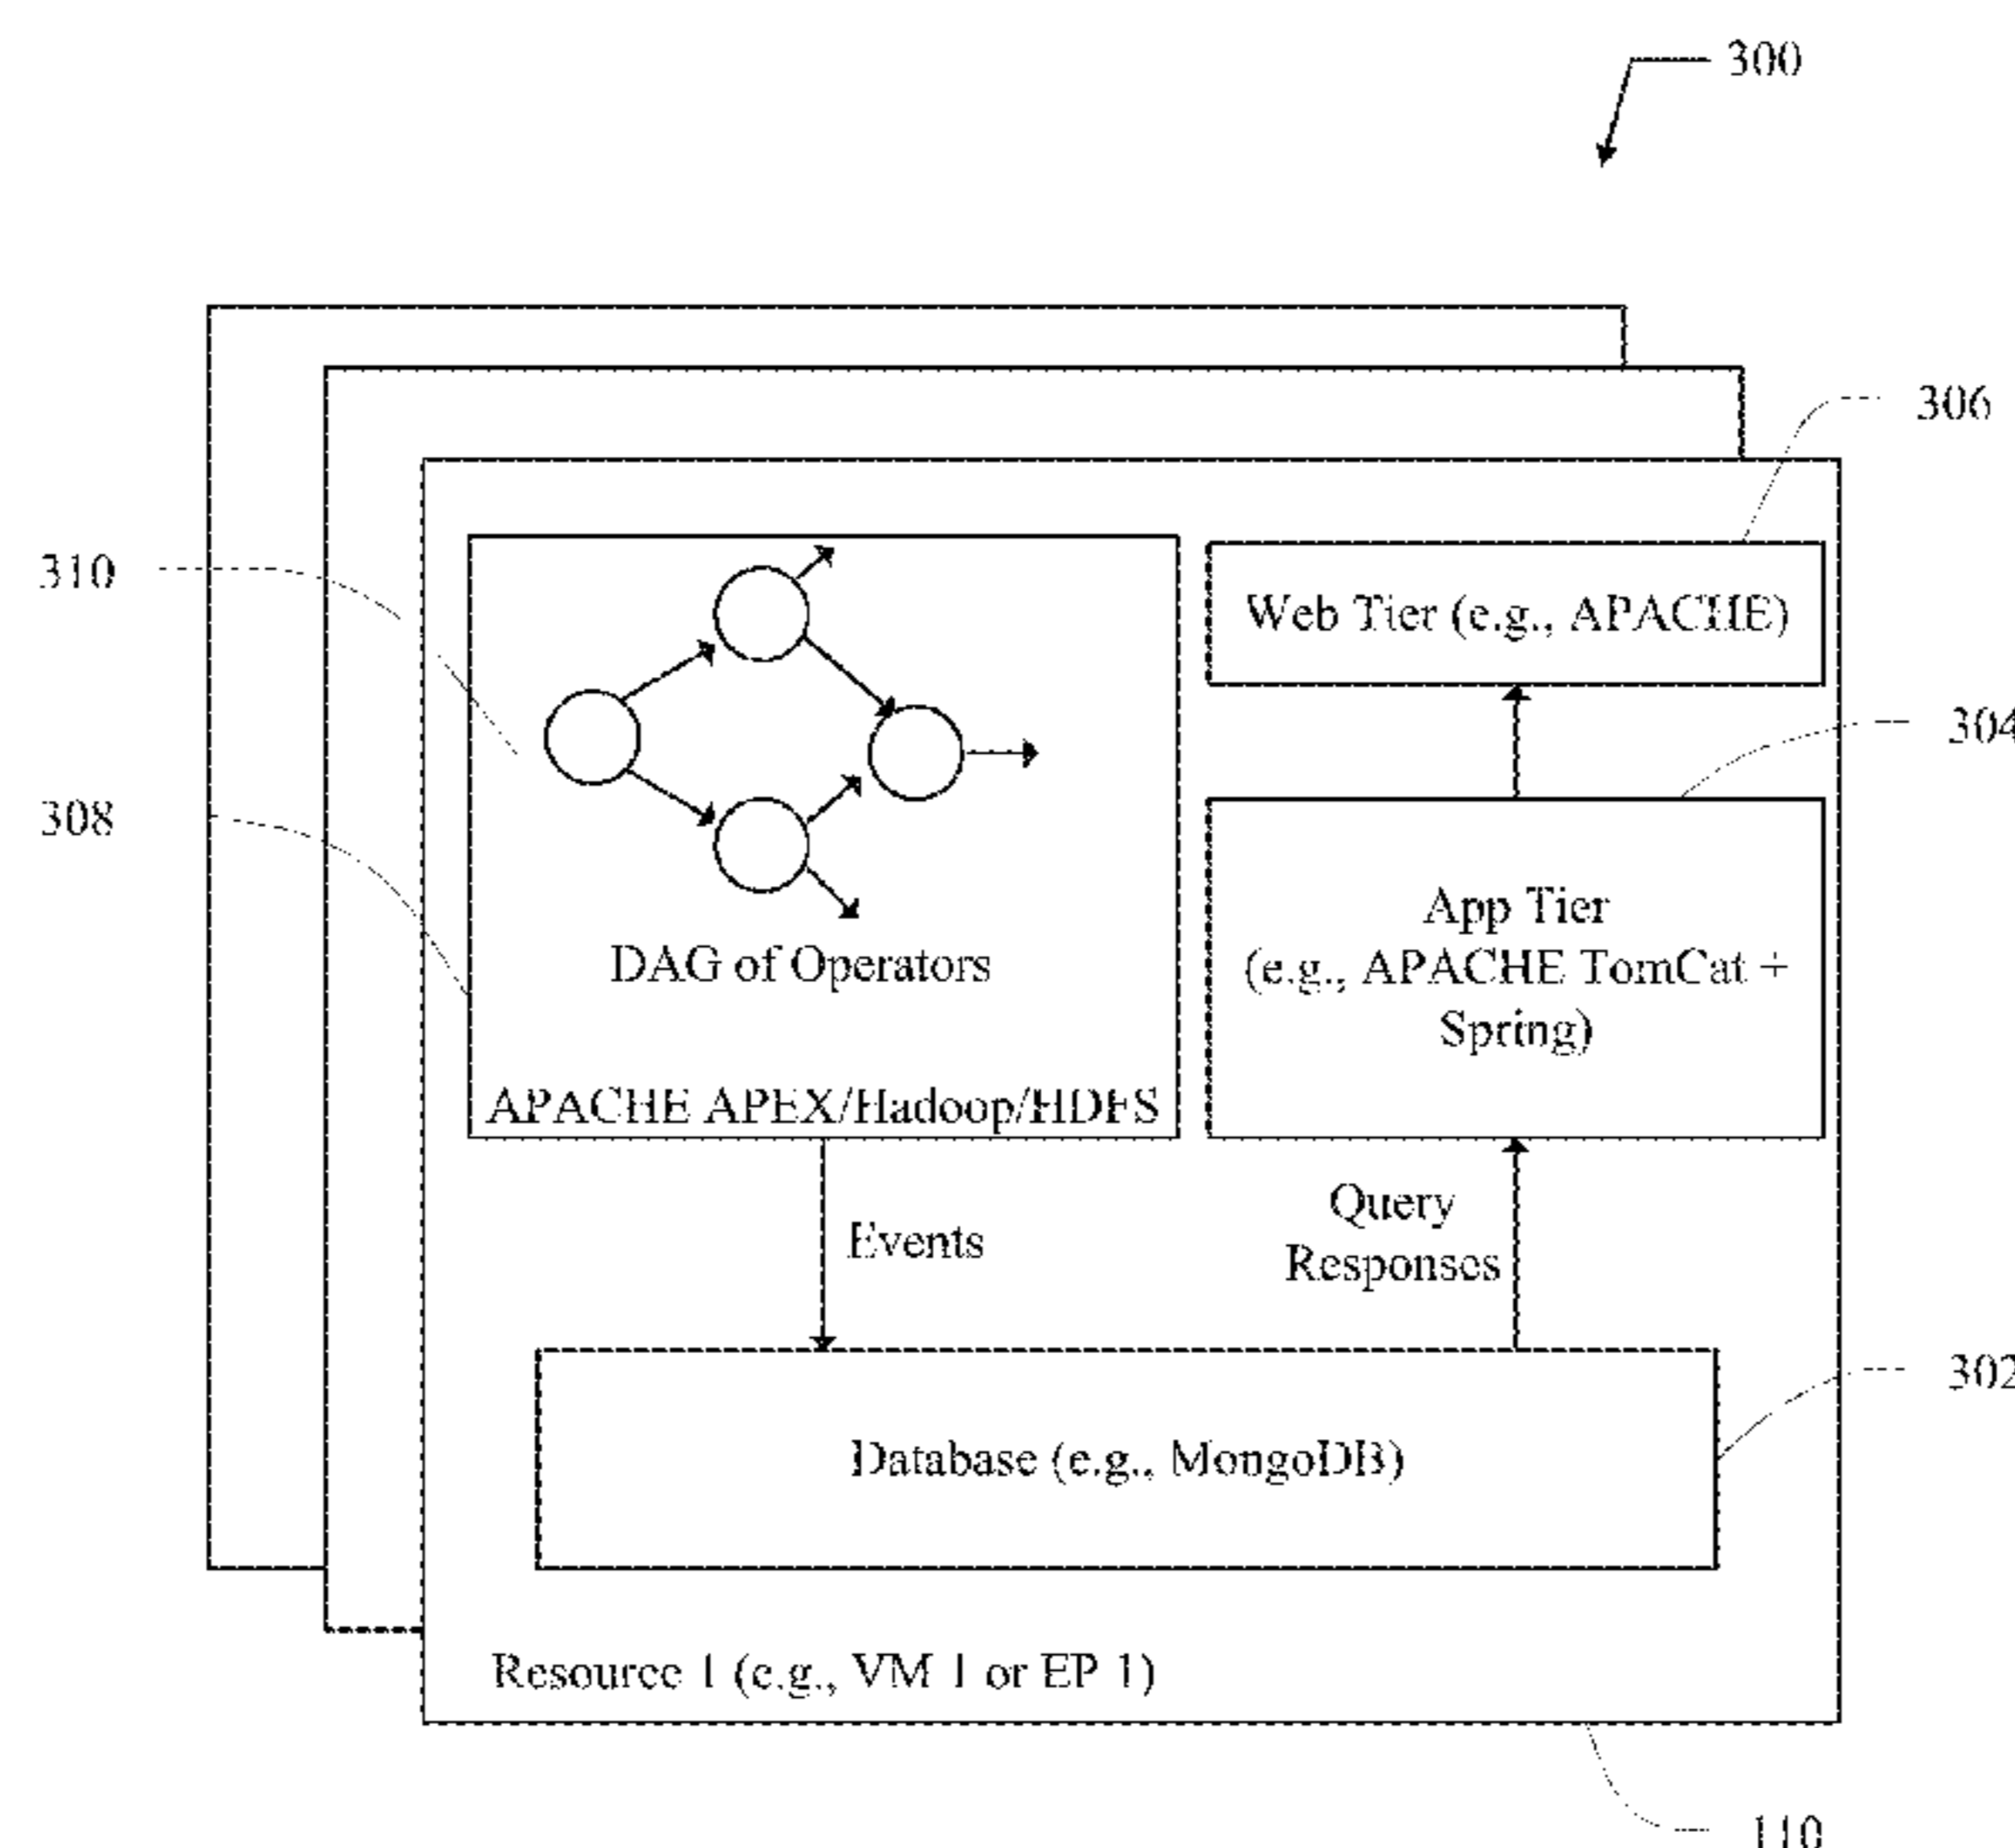 300
306
310
Web Tier (e.g., APACHE)
304
308
App Tier
(e.g., APACHE TomCat +
Spring)
DAG of Operators
APACHE APEX/Hadoop/HDFS
Events
Query
Responses
302
Database (e.g., MongoDB)
Resource 1 (e.g., VM 1 or EP 1)
110